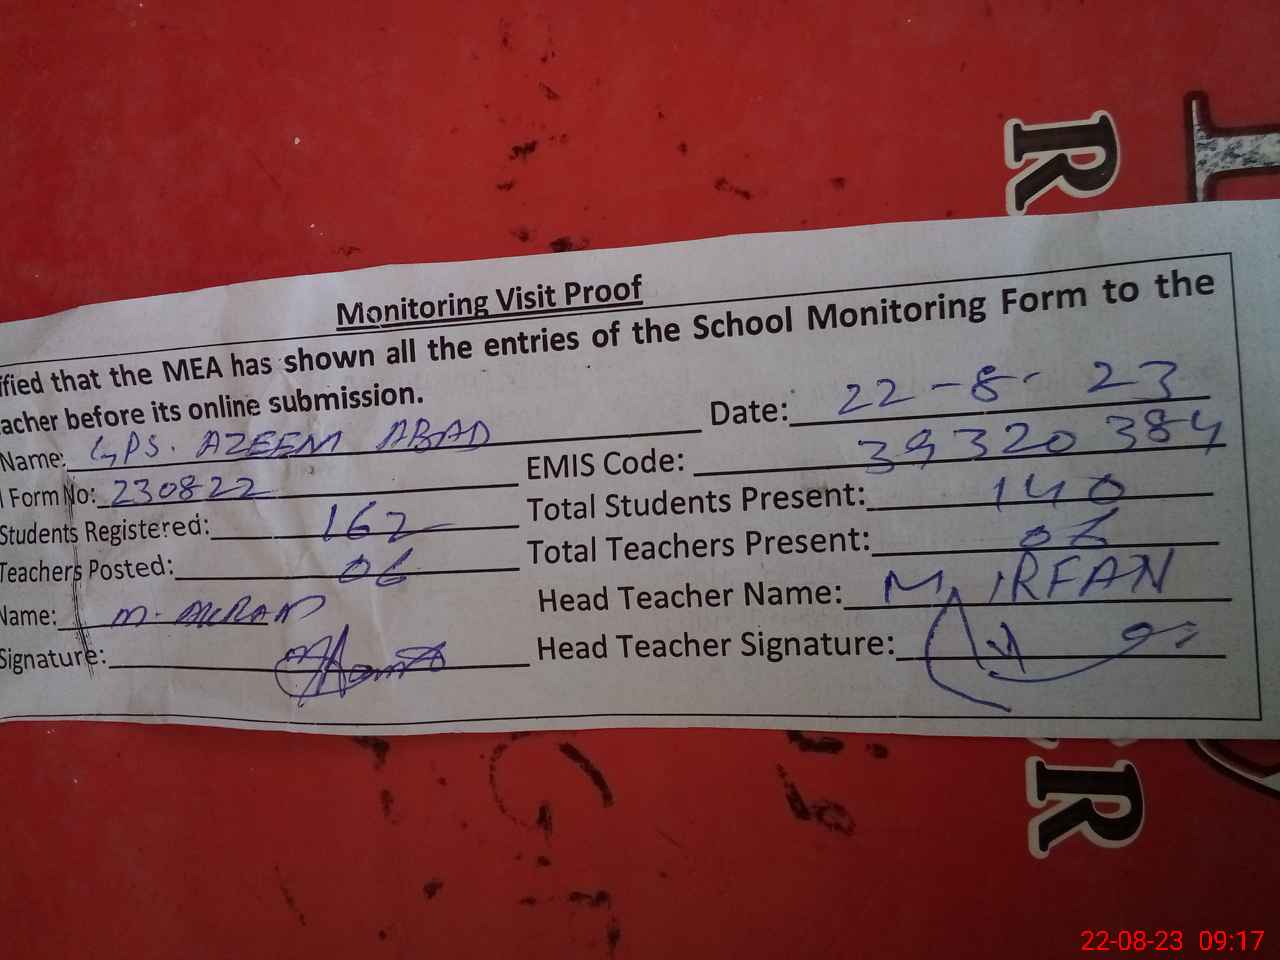 Monitoring Visit Proof
ified that the MEA has shown all the entries of the School Monitoring Form to the
acher before its online submission.
Date: 22-8-23
Name: GPS. AZEEM ABAD
EMIS Code: 39320384
l Form No: 230822
Total Students Present: 140
Students Registered: 162
Total Teachers Present:
Teachers Posted: 06
Head Teacher Name: M. IRFAN
Name: M. AKRAM
Head Teacher Signature:
Signature:
R
R
22-08-23 09:17